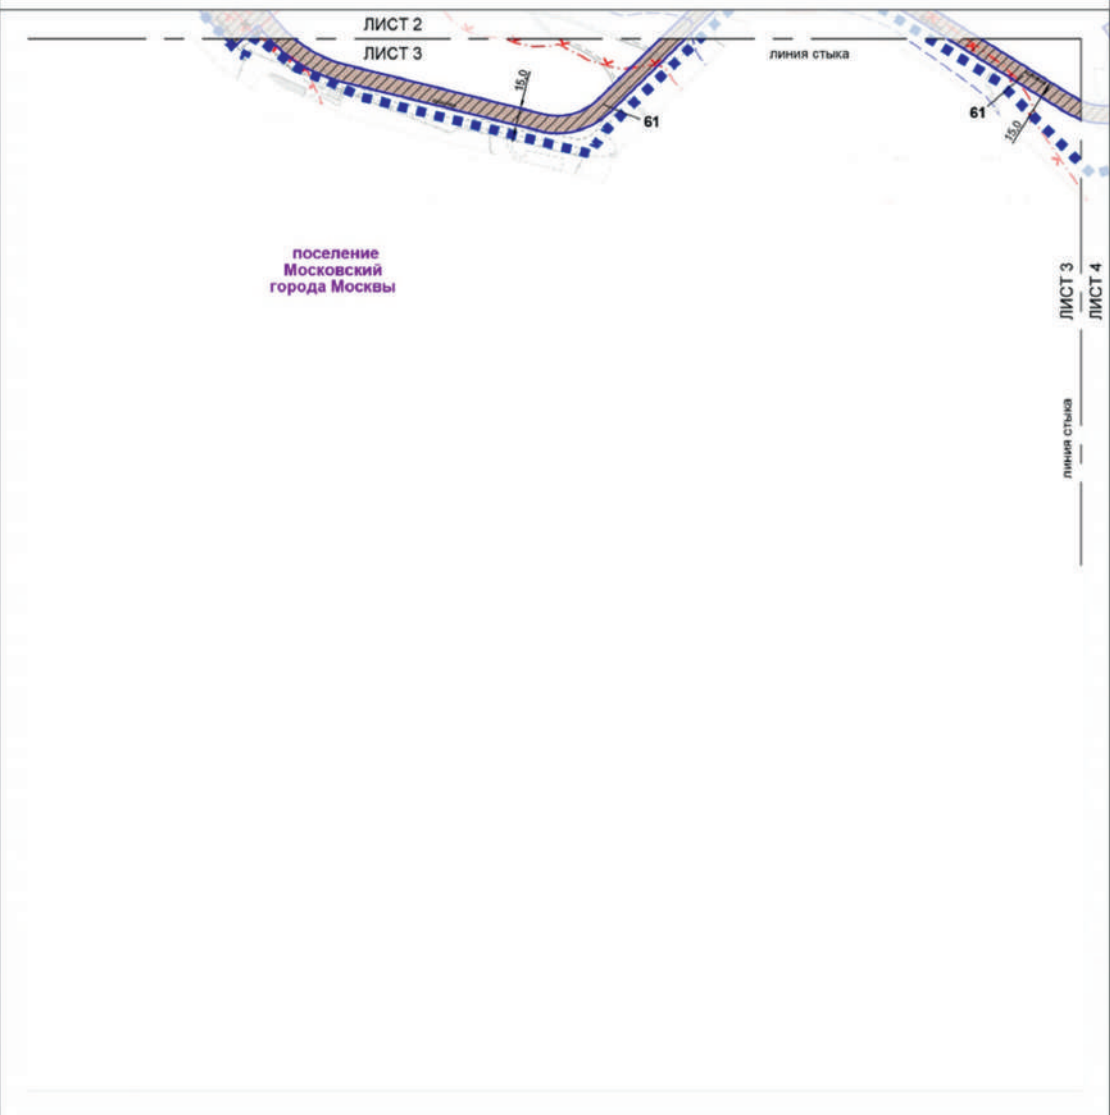 ЛИСТ 2
ЛИСТ 3
линия стыка
15,0
61
61
15,0
поселение
Московский
города Москвы
ЛИСТ 3
ЛИСТ 4
линия стыка